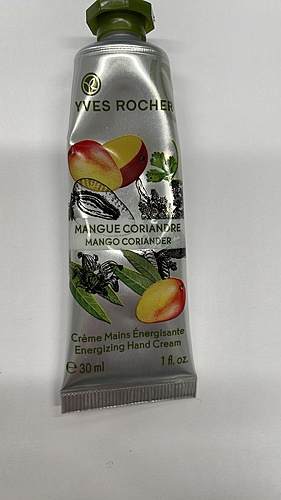 YVES ROCHER
MANGUE CORIANDRE
MANGO CORIANDER
Crème Mains Énergisante
Energizing Hand Cream
℮ 30 ml 1 fl. oz.